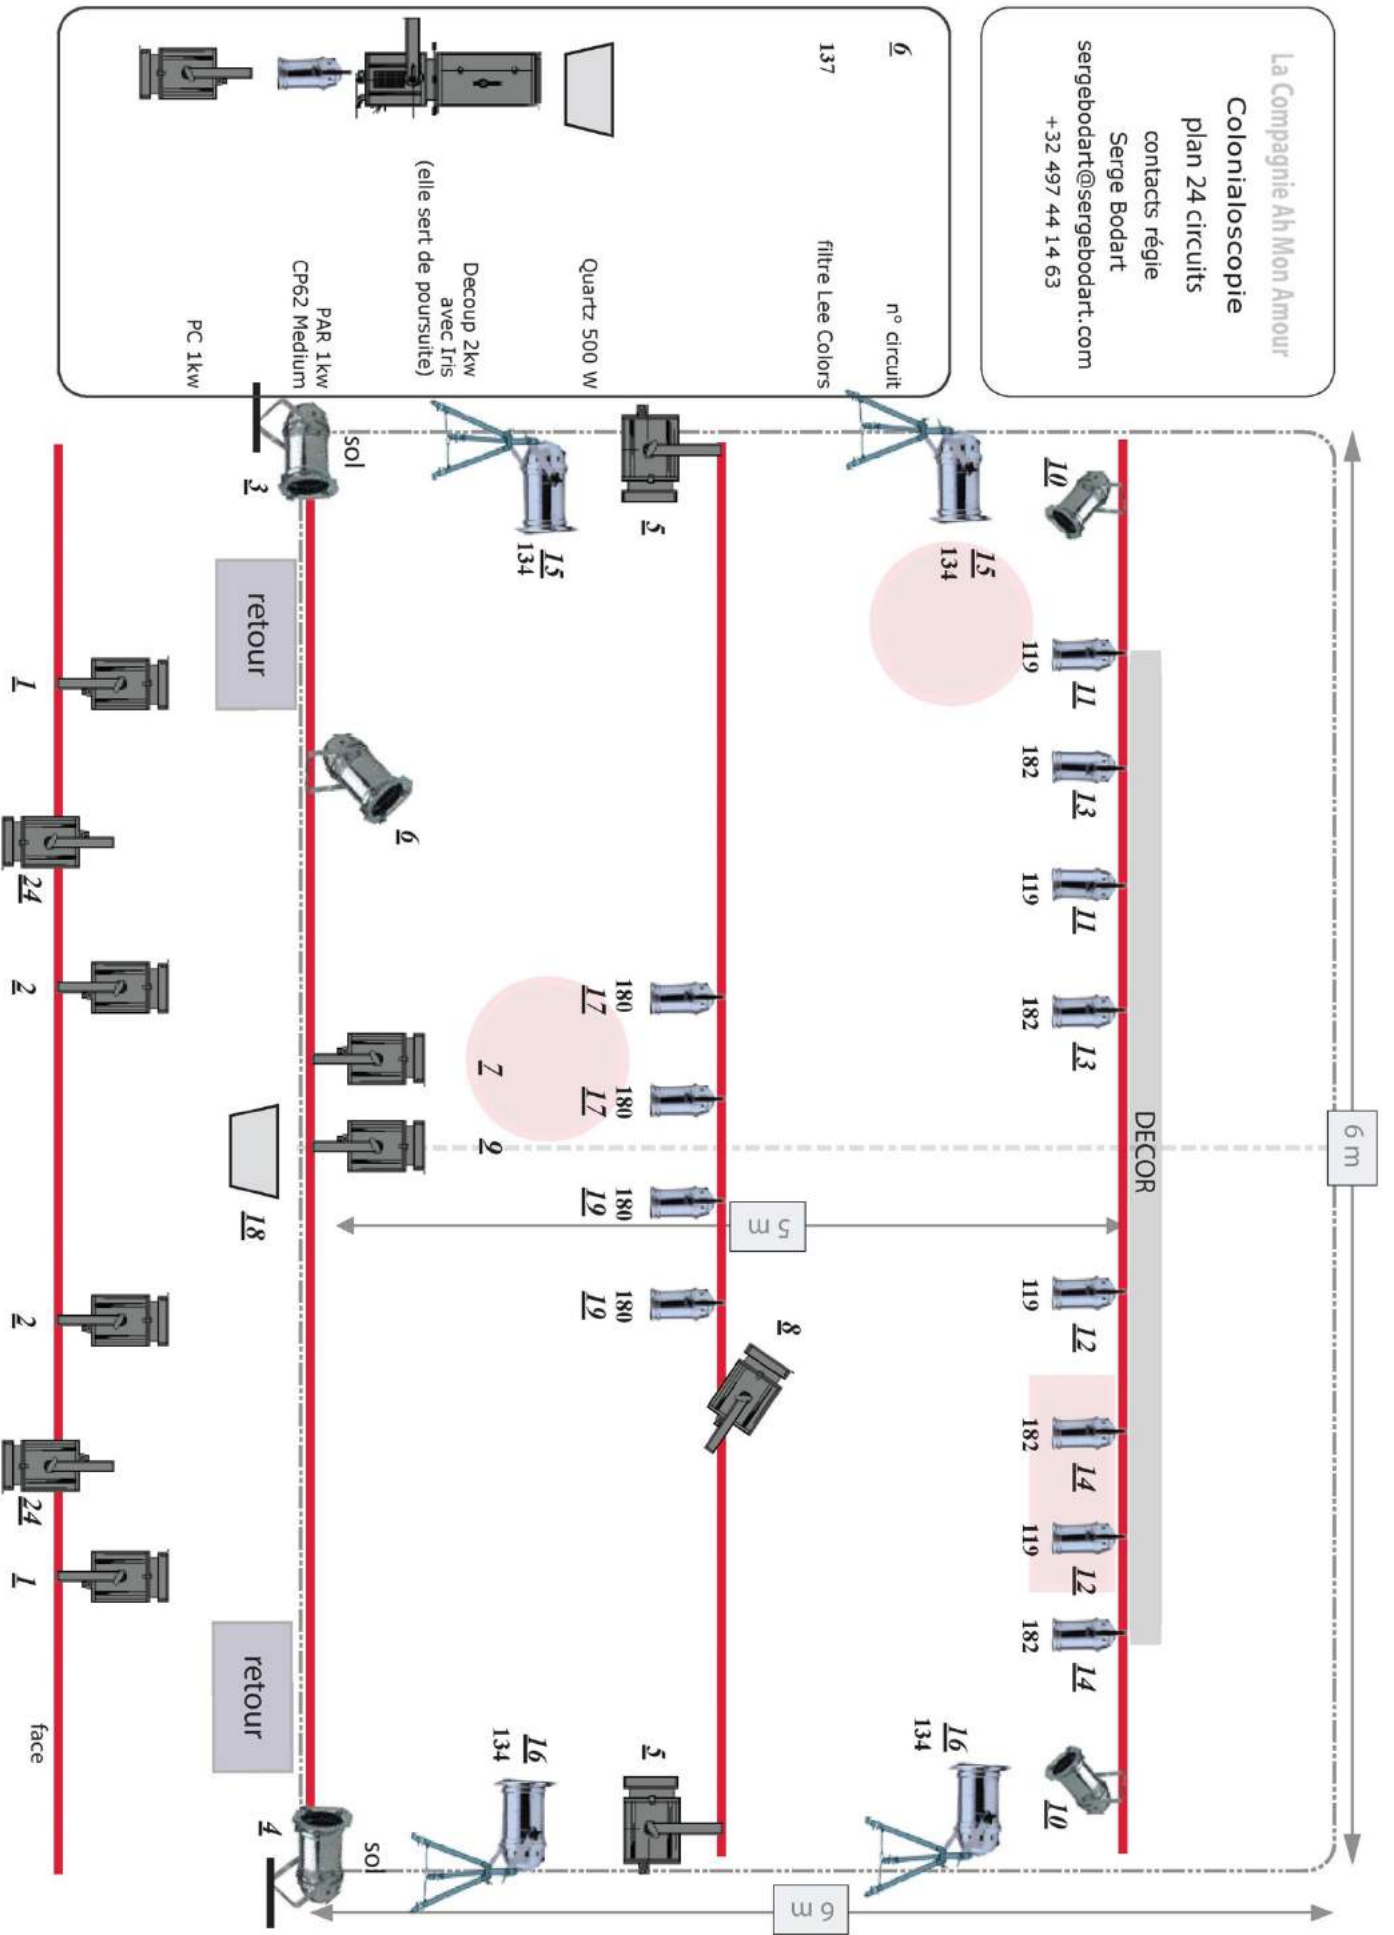 La Compagnie Ah Mon Amour
Colonialoscopie
plan 24 circuits
contacts régie
Serge Bodart
sergebodart@sergebodart.com
+32 497 44 14 63
6
n° circuit
137
filtre Lee Colors
Quartz 500 W
Decoup 2kw
avec Iris
(elle sert de poursuite)
PAR 1kw
CP62 Medium
PC 1kw
6 m
6 m
DECOR
5 m
10
11
119
13
182
11
119
13
182
12
119
14
182
12
119
14
182
10
15
134
16
134
5
180
17
180
17
180
19
180
19
8
5
15
134
16
134
7
9
6
sol
3
sol
4
retour
18
retour
1
24
2
2
24
1
face